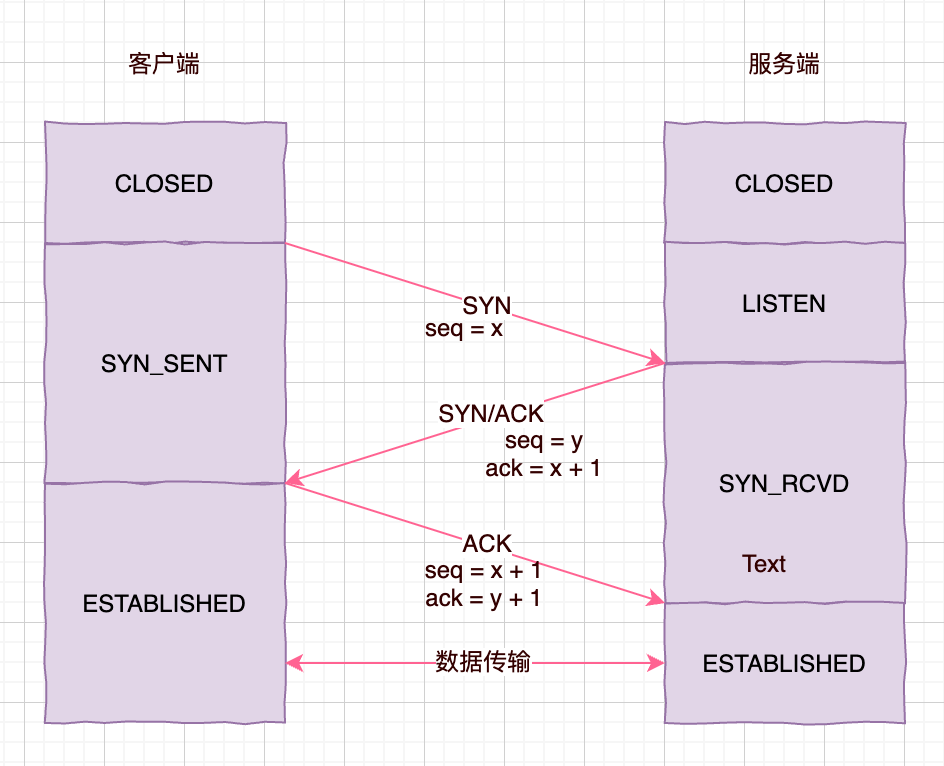 客户端
服务端
CLOSED
CLOSED
SYN
seq = x
LISTEN
SYN_SENT
SYN/ACK
seq = y
ack = x + 1
SYN_RCVD
ACK
seq = x + 1
ack = y + 1
Text
ESTABLISHED
数据传输
ESTABLISHED